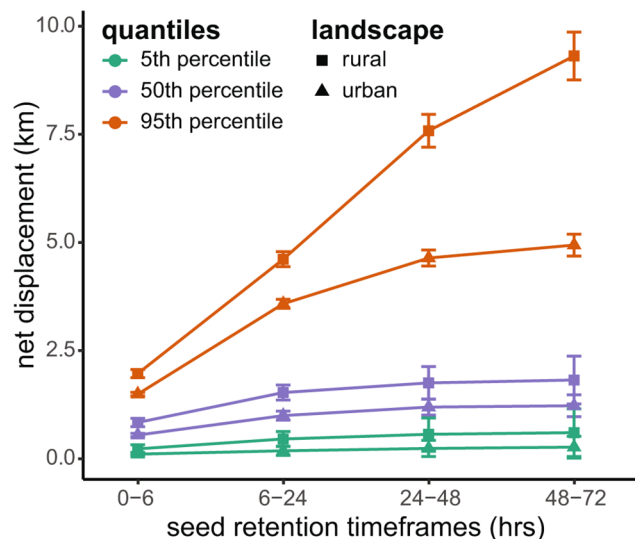 quantiles
5th percentile
50th percentile
95th percentile
landscape
rural
urban
net displacement (km)
10.0
7.5
5.0
2.5
0.0
0−6
6−24
24−48
48−72
seed retention timeframes (hrs)